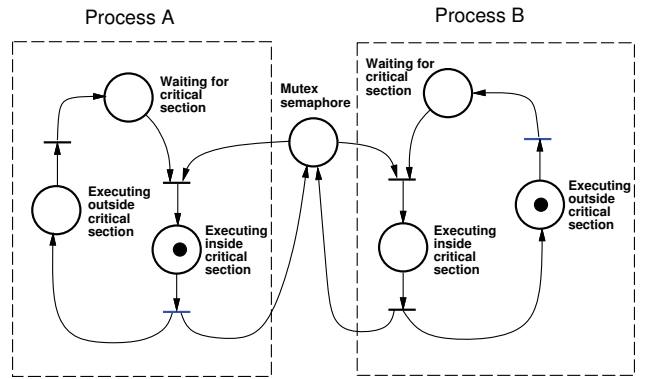 Process A
Process B
Waiting for
critical
section
Mutex
semaphore
Waiting for
critical
section
Executing
outside
critical
section
Executing
inside
critical
section
Executing
inside
critical
section
Executing
outside
critical
section